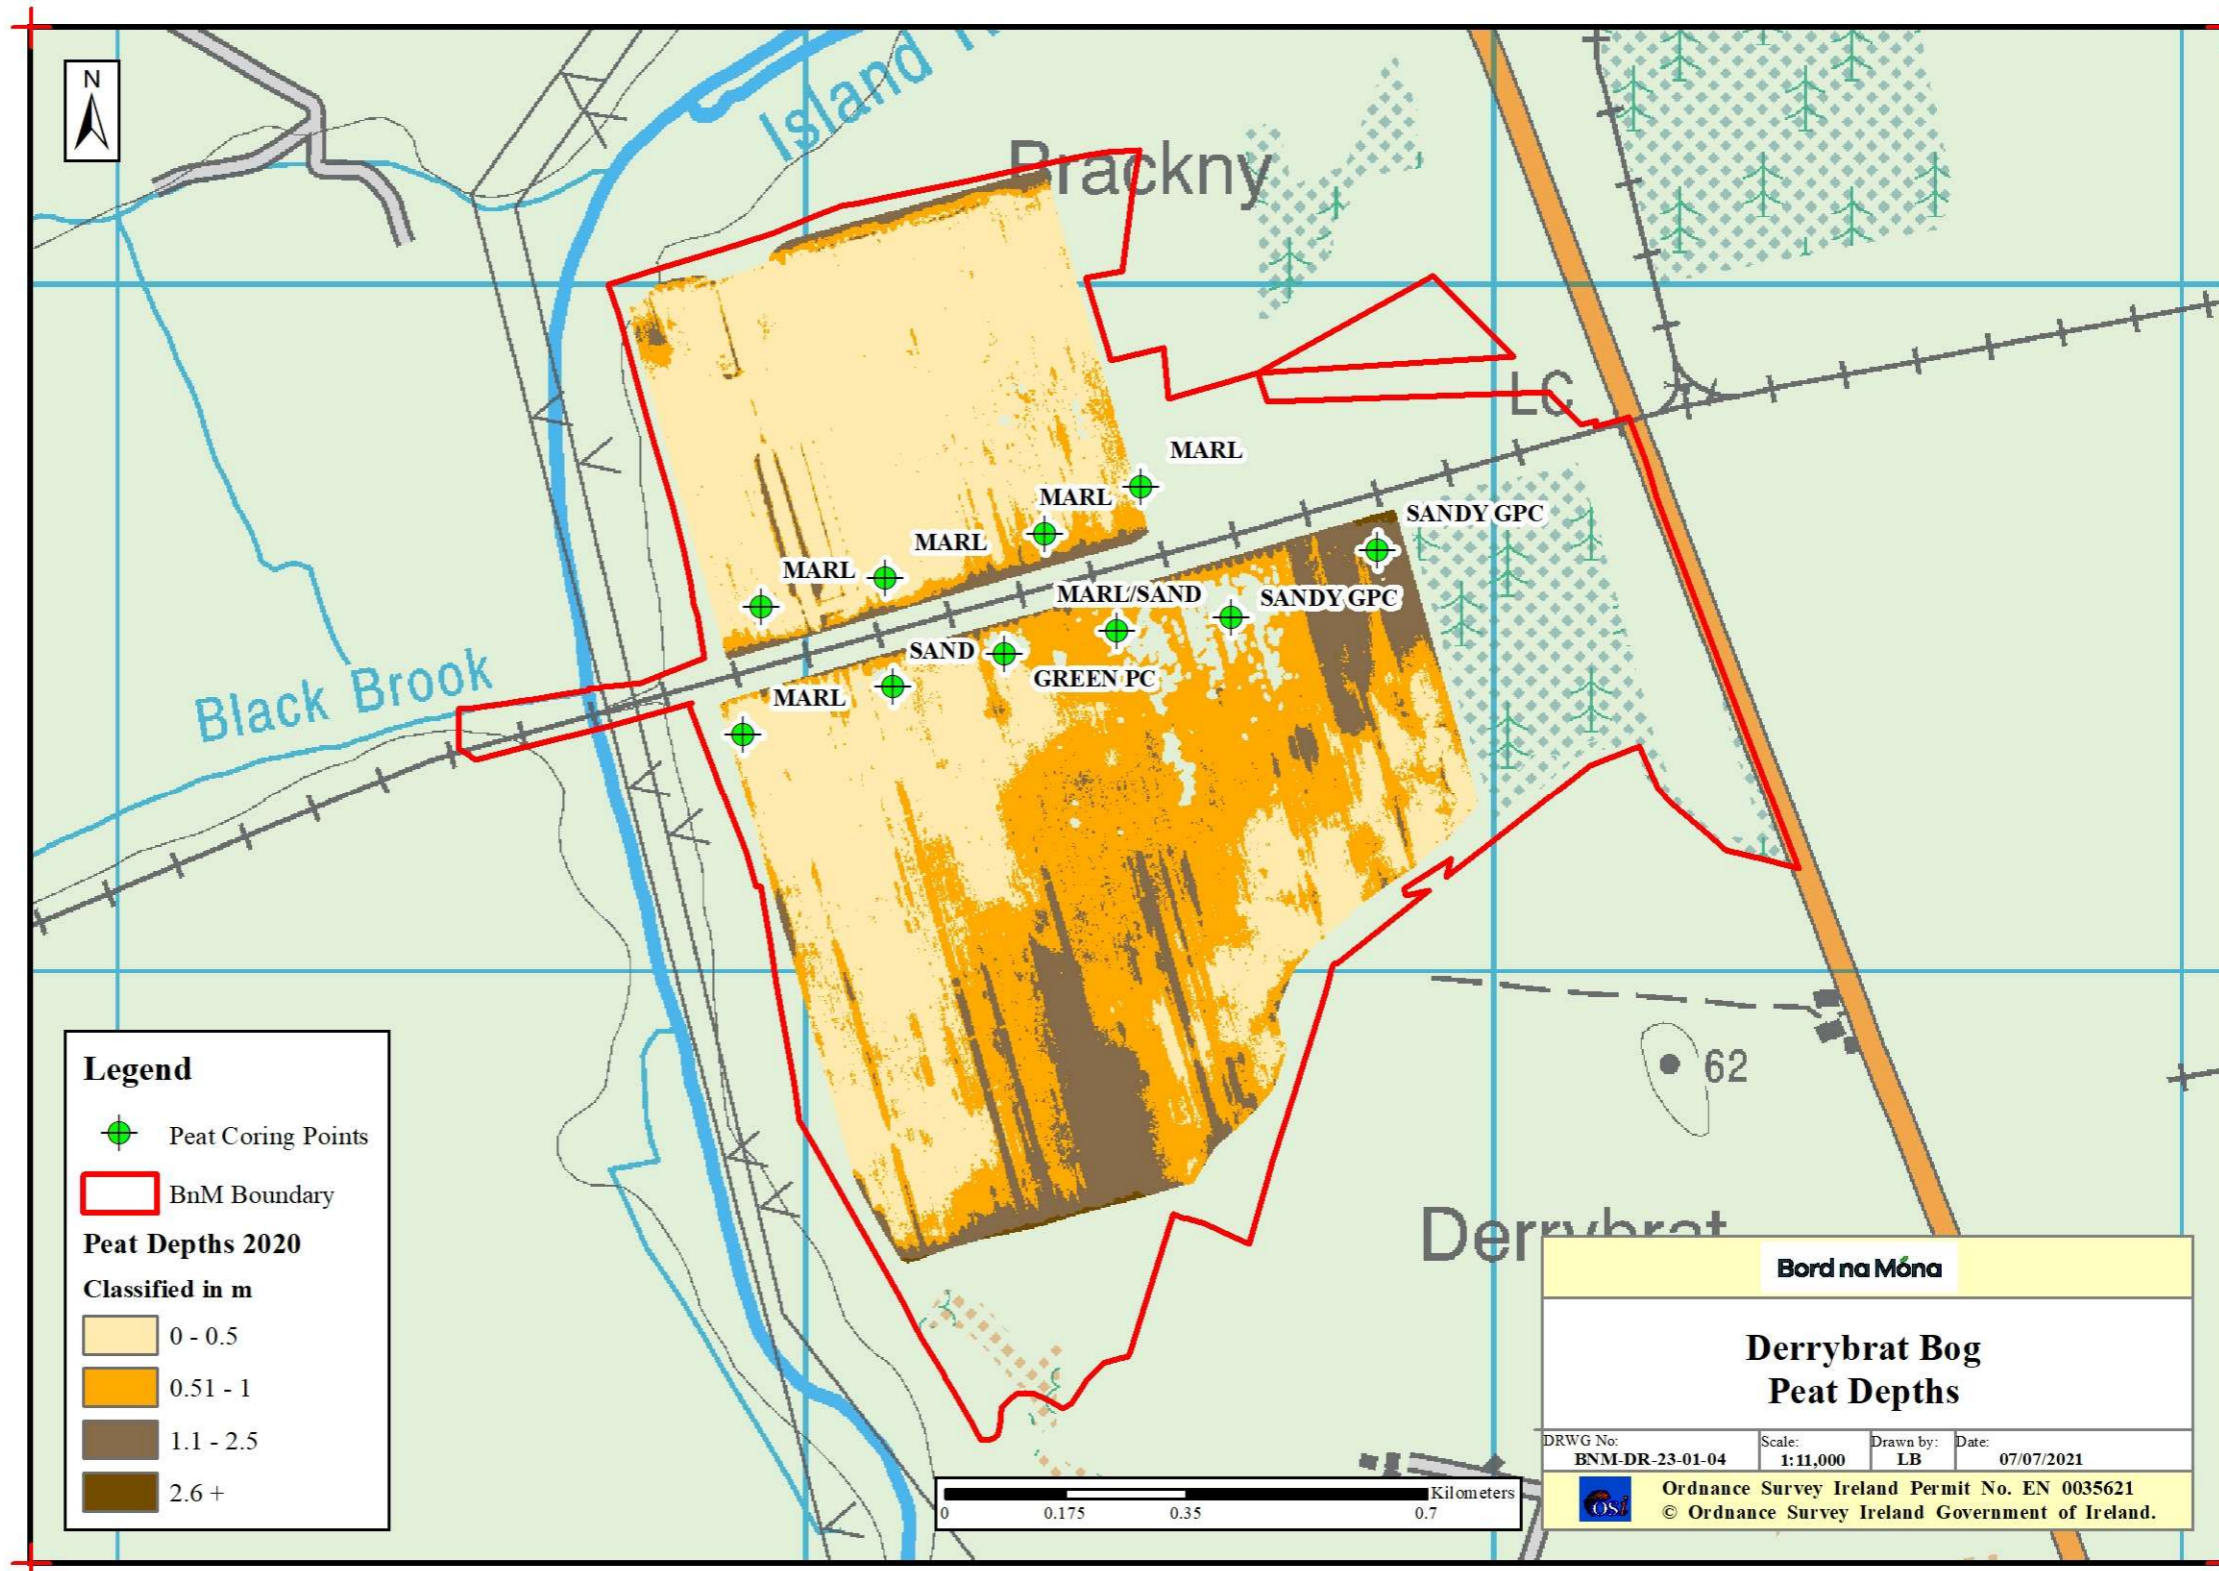 N
Island
Brackny
LC
MARL
MARL
SANDY GPC
MARL
MARL
MARL/SAND
SANDY GPC
SAND
GREEN PC
MARL
Black Brook
62
Derrybrat
Legend
Peat Coring Points
BnM Boundary
Peat Depths 2020
Classified in m
0 - 0.5
0.51 - 1
1.1 - 2.5
2.6 +
0 0.175 0.35 0.7 Kilometers
Bord na Móna
Derrybrat Bog
Peat Depths
DRWG No: Scale: Drawn by: Date:
BNM-DR-23-01-04 1:11,000 LB 07/07/2021
OSi
Ordnance Survey Ireland Permit No. EN 0035621
© Ordnance Survey Ireland Government of Ireland.